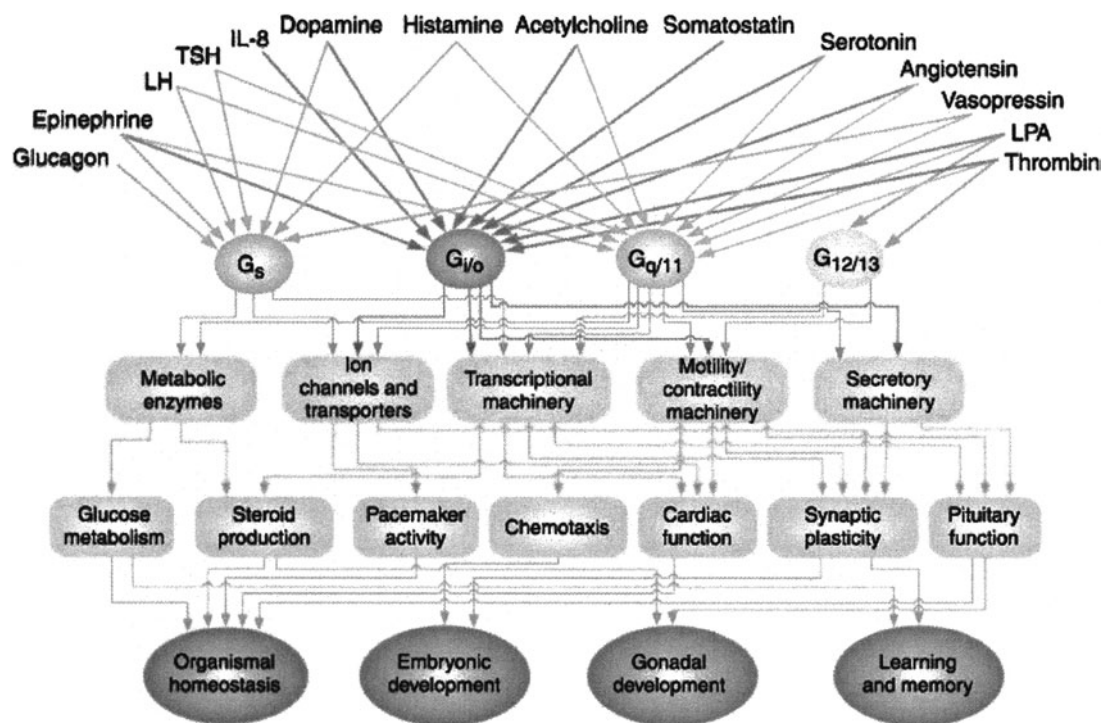 Dopamine
Histamine
Acetylcholine
Somatostatin
IL-8
Serotonin
TSH
Angiotensin
LH
Vasopressin
Epinephrine
LPA
Glucagon
Thrombin
Gs
Gi/o
Gq/11
G12/13
Metabolic
enzymes
Ion
channels and
transporters
Transcriptional
machinery
Motility/
contractility
machinery
Secretory
machinery
Glucose
metabolism
Steroid
production
Pacemaker
activity
Chemotaxis
Cardiac
function
Synaptic
plasticity
Pituitary
function
Organismal
homeostasis
Embryonic
development
Gonadal
development
Learning
and memory